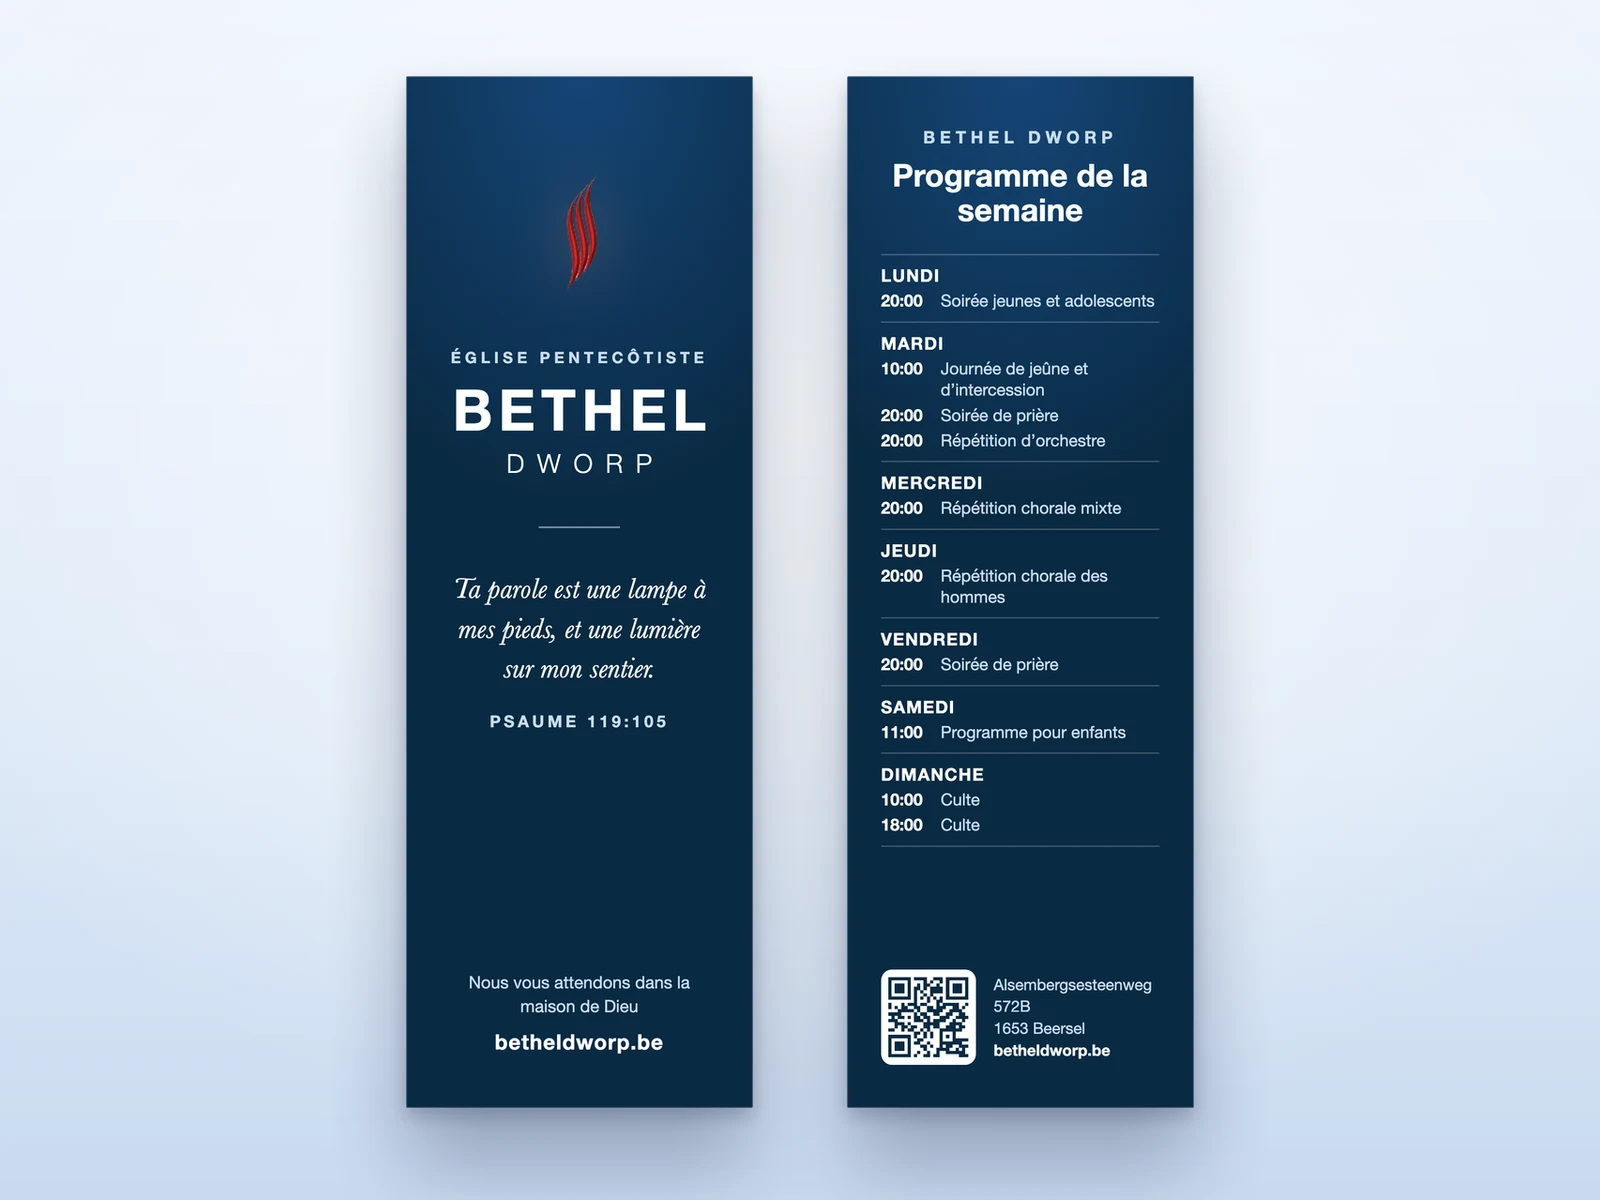 ÉGLISE PENTECÔTISTE
BETHEL
DWORP
Ta parole est une lampe à
mes pieds, et une lumière
sur mon sentier.
PSAUME 119:105
Nous vous attendons dans la
maison de Dieu
betheldworp.be
BETHEL DWORP
Programme de la
semaine
LUNDI
20:00 Soirée jeunes et adolescents
MARDI
10:00 Journée de jeûne et
d’intercession
20:00 Soirée de prière
20:00 Répétition d’orchestre
MERCREDI
20:00 Répétition chorale mixte
JEUDI
20:00 Répétition chorale des
hommes
VENDREDI
20:00 Soirée de prière
SAMEDI
11:00 Programme pour enfants
DIMANCHE
10:00 Culte
18:00 Culte
Alsembergsesteenweg
572B
1653 Beersel
betheldworp.be